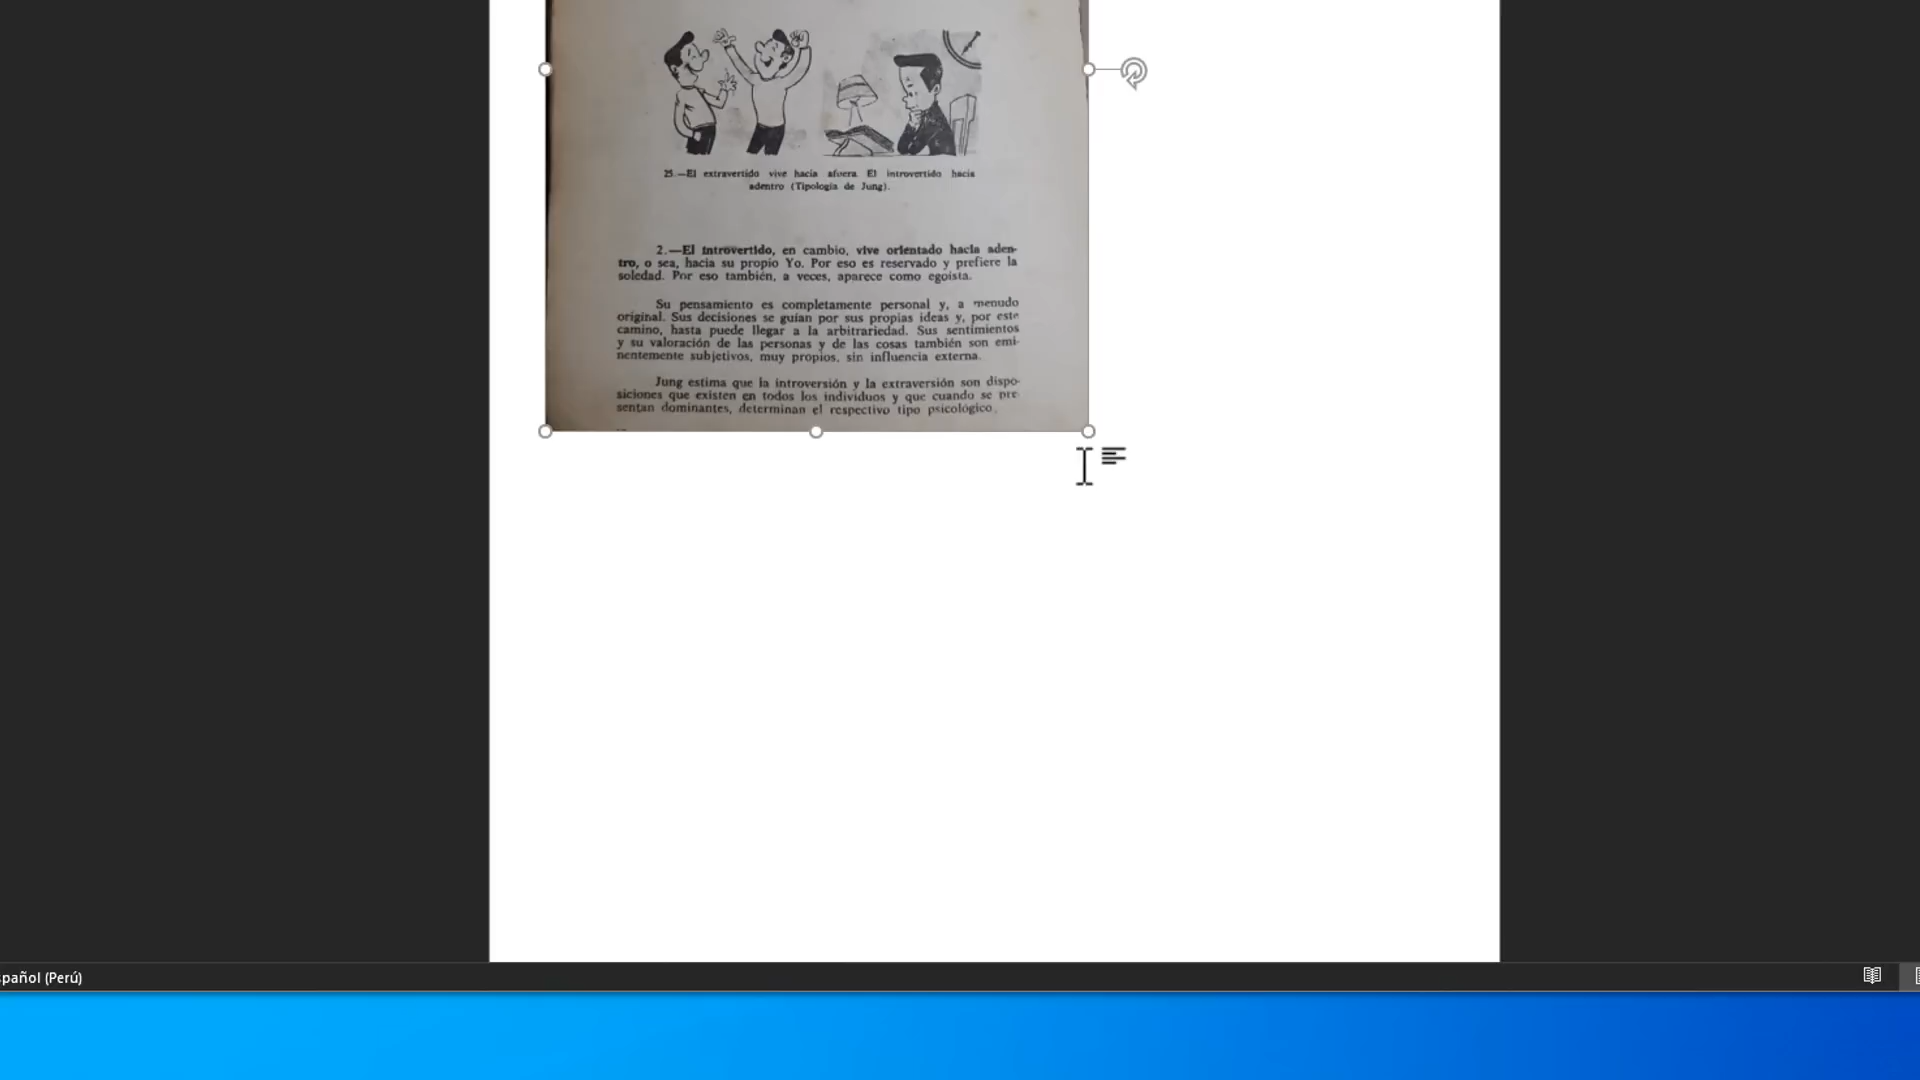 25.—El extravertido vive hacia afuera. El introvertido hacia
adentro (Tipología de Jung).
2.—El introvertido, en cambio, vive orientado hacia aden-
tro, o sea, hacia su propio Yo. Por eso es reservado y prefiere la
soledad. Por eso también, a veces, aparece como egoísta.
Su pensamiento es completamente personal y, a menudo
original. Sus decisiones se guían por sus propias ideas y, por este
camino, hasta puede llegar a la arbitrariedad. Sus sentimientos
y su valoración de las personas y de las cosas también son emi-
nentemente subjetivos, muy propios, sin influencia externa.
Jung estima que la introversión y la extraversión son dispo-
siciones que existen en todos los individuos y que cuando se pre-
sentan dominantes, determinan el respectivo tipo psicológico.
spañol (Perú)